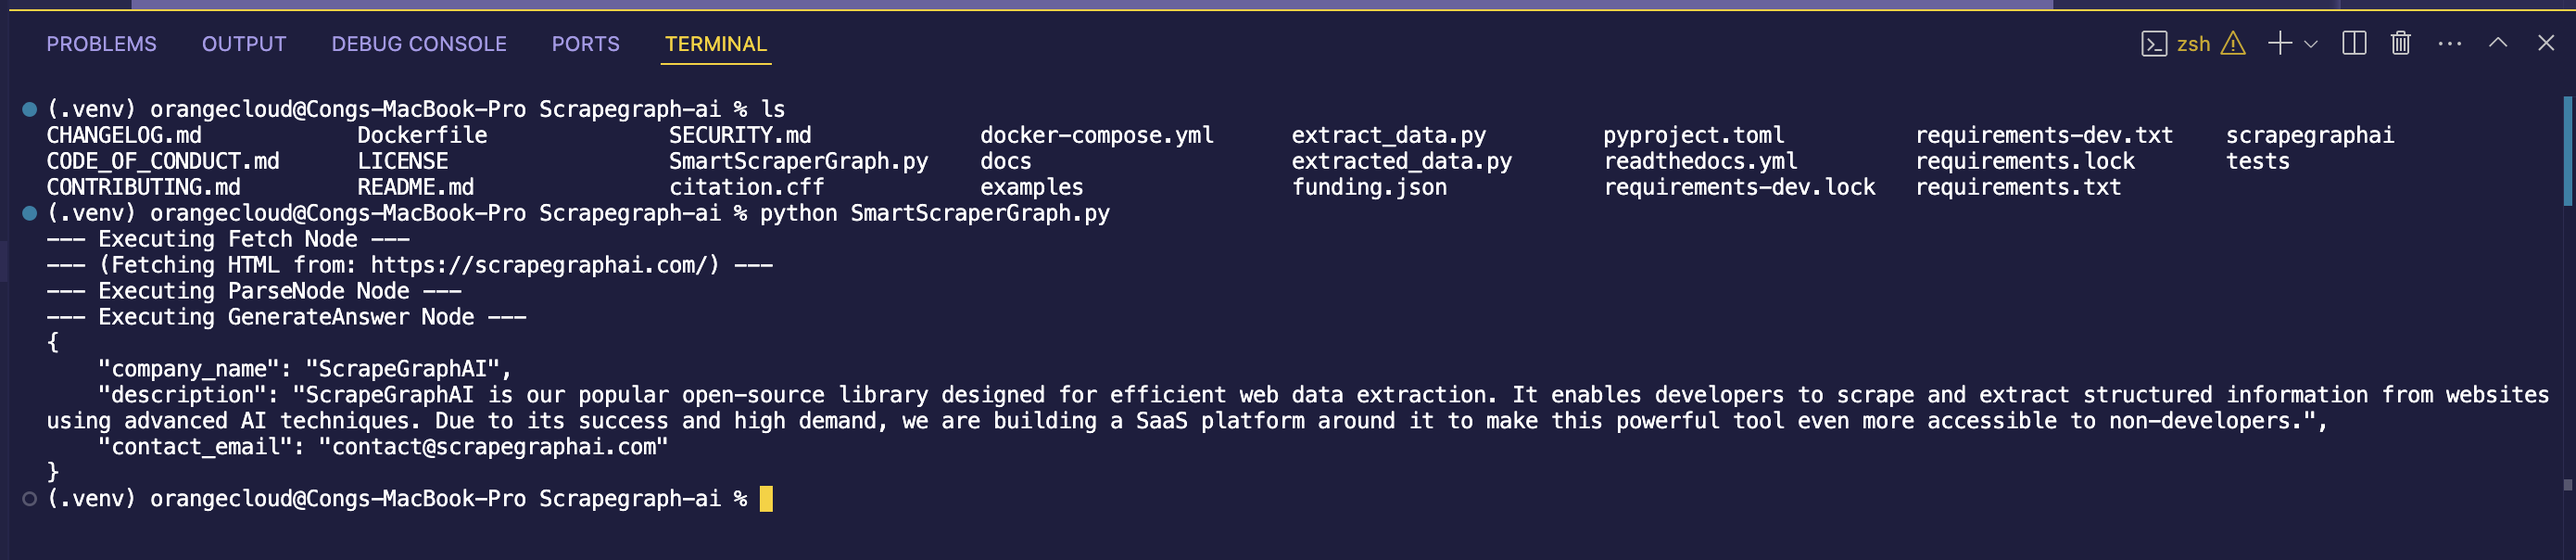 PROBLEMS OUTPUT DEBUG CONSOLE PORTS TERMINAL zsh
(.venv) orangecloud@Congs-MacBook-Pro Scrapegraph-ai % ls
CHANGELOG.md Dockerfile SECURITY.md docker-compose.yml extract_data.py pyproject.toml requirements-dev.txt scrapegraphai
CODE_OF_CONDUCT.md LICENSE SmartScraperGraph.py docs extracted_data.py readthedocs.yml requirements.lock tests
CONTRIBUTING.md README.md citation.cff examples funding.json requirements-dev.lock requirements.txt
(.venv) orangecloud@Congs-MacBook-Pro Scrapegraph-ai % python SmartScraperGraph.py
--- Executing Fetch Node ---
--- (Fetching HTML from: https://scrapegraphai.com/) ---
--- Executing ParseNode Node ---
--- Executing GenerateAnswer Node ---
{
    "company_name": "ScrapeGraphAI",
    "description": "ScrapeGraphAI is our popular open-source library designed for efficient web data extraction. It enables developers to scrape and extract structured information from websites
using advanced AI techniques. Due to its success and high demand, we are building a SaaS platform around it to make this powerful tool even more accessible to non-developers.",
    "contact_email": "contact@scrapegraphai.com"
}
(.venv) orangecloud@Congs-MacBook-Pro Scrapegraph-ai %